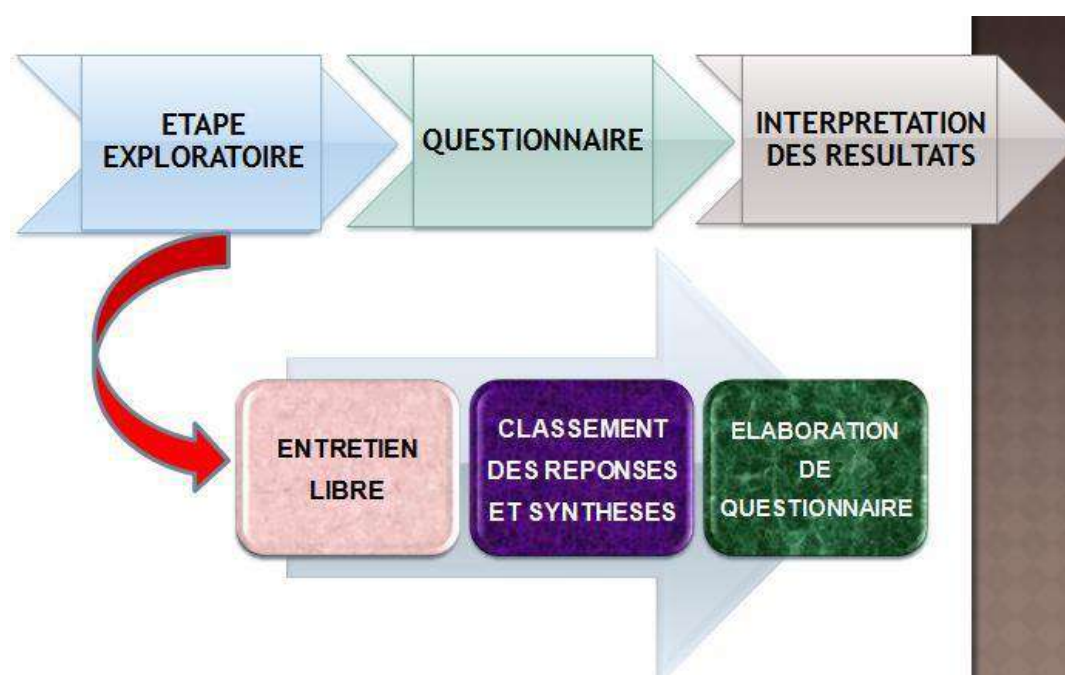 ETAPE
EXPLORATOIRE
QUESTIONNAIRE
INTERPRETATION
DES RESULTATS
ENTRETIEN
LIBRE
CLASSEMENT
DES REPONSES
ET SYNTHESES
ELABORATION
DE
QUESTIONNAIRE